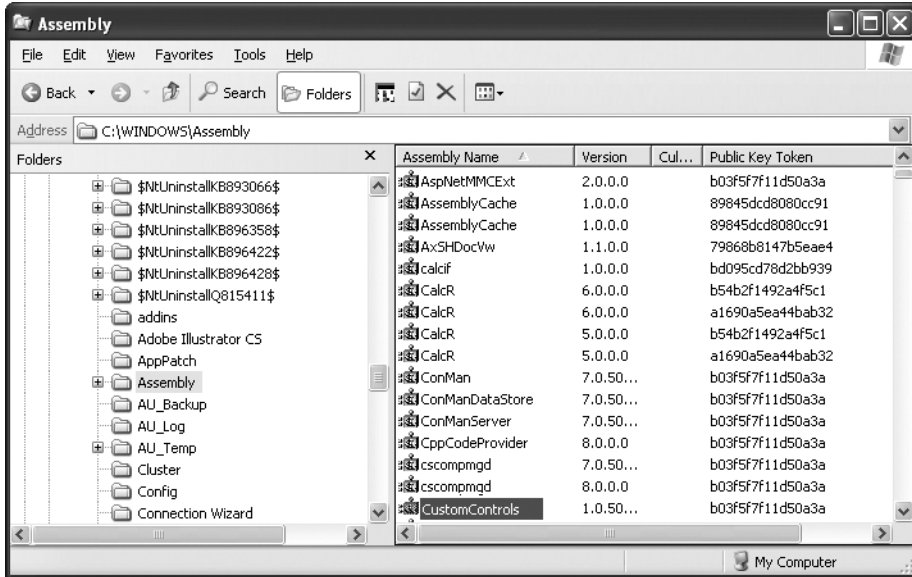 Assembly
File Edit View Favorites Tools Help
Back Search Folders
Address C:\WINDOWS\Assembly
Folders
$NtUninstallKB893066$
$NtUninstallKB893086$
$NtUninstallKB896358$
$NtUninstallKB896422$
$NtUninstallKB896428$
$NtUninstallQ815411$
addins
Adobe Illustrator CS
AppPatch
Assembly
AU_Backup
AU_Log
AU_Temp
Cluster
Config
Connection Wizard
Assembly Name Version Cul... Public Key Token
AspNetMMCExt 2.0.0.0 b03f5f7f11d50a3a
AssemblyCache 1.0.0.0 89845dcd8080cc91
AssemblyCache 1.0.0.0 89845dcd8080cc91
AxSHDocVw 1.1.0.0 79868b8147b5eae4
calcif 1.0.0.0 bd095cd78d2bb939
CalcR 6.0.0.0 b54b2f1492a4f5c1
CalcR 6.0.0.0 a1690a5ea44bab32
CalcR 5.0.0.0 b54b2f1492a4f5c1
CalcR 5.0.0.0 a1690a5ea44bab32
ConMan 7.0.50... b03f5f7f11d50a3a
ConManDataStore 7.0.50... b03f5f7f11d50a3a
ConManServer 7.0.50... b03f5f7f11d50a3a
CppCodeProvider 8.0.0.0 b03f5f7f11d50a3a
cscompmgd 7.0.50... b03f5f7f11d50a3a
cscompmgd 8.0.0.0 b03f5f7f11d50a3a
CustomControls 1.0.50... b03f5f7f11d50a3a
My Computer